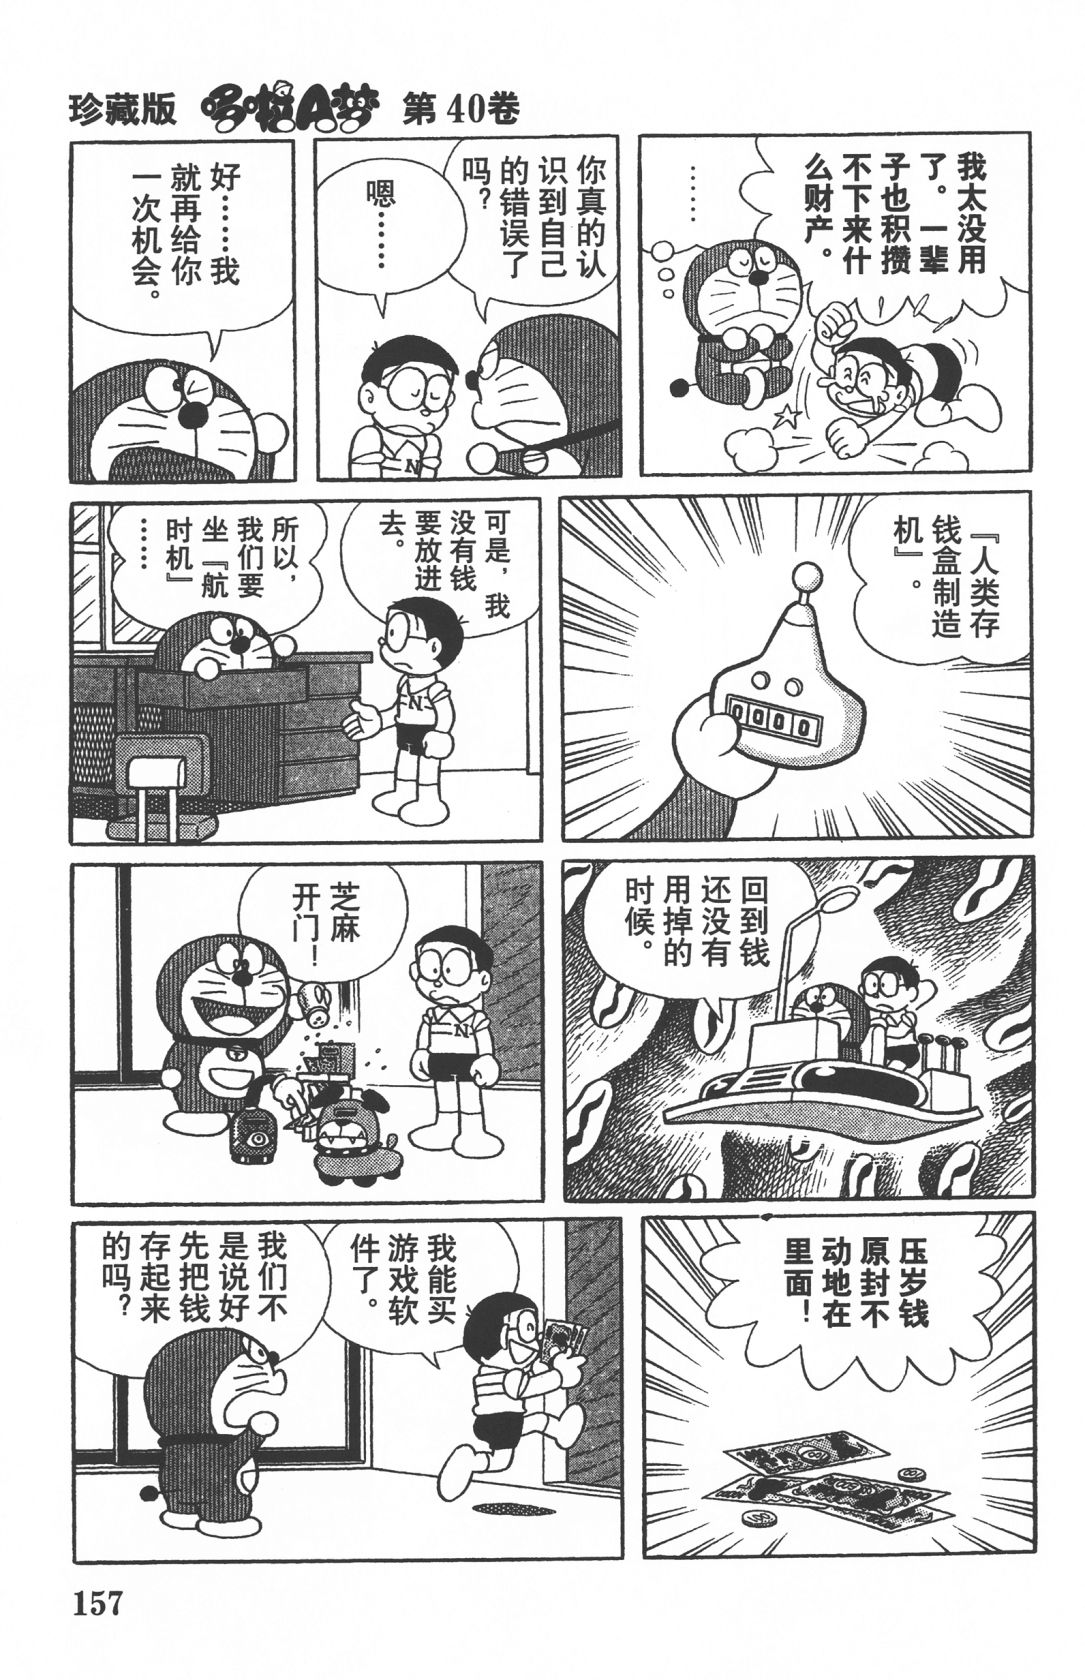 珍藏版 哆啦A梦 第40卷
我太没用
了。一辈
子也积攒
不下来什
么财产。
……
你真的认
识到自己
的错误了
吗？
嗯……
好……我
就再给你
一次机会。
『人类存
钱盒制造
机』。
0000
可是，我
没有钱
要放进
去。
所以，
我们要
坐『航
时机』
……
N
回到钱
还没有
用掉的
时候。
芝麻
开门！
N
压岁钱
原封不
动地在
里面！
我能买
游戏软
件了。
我们不
是说好
先把钱
存起来
的吗？
157